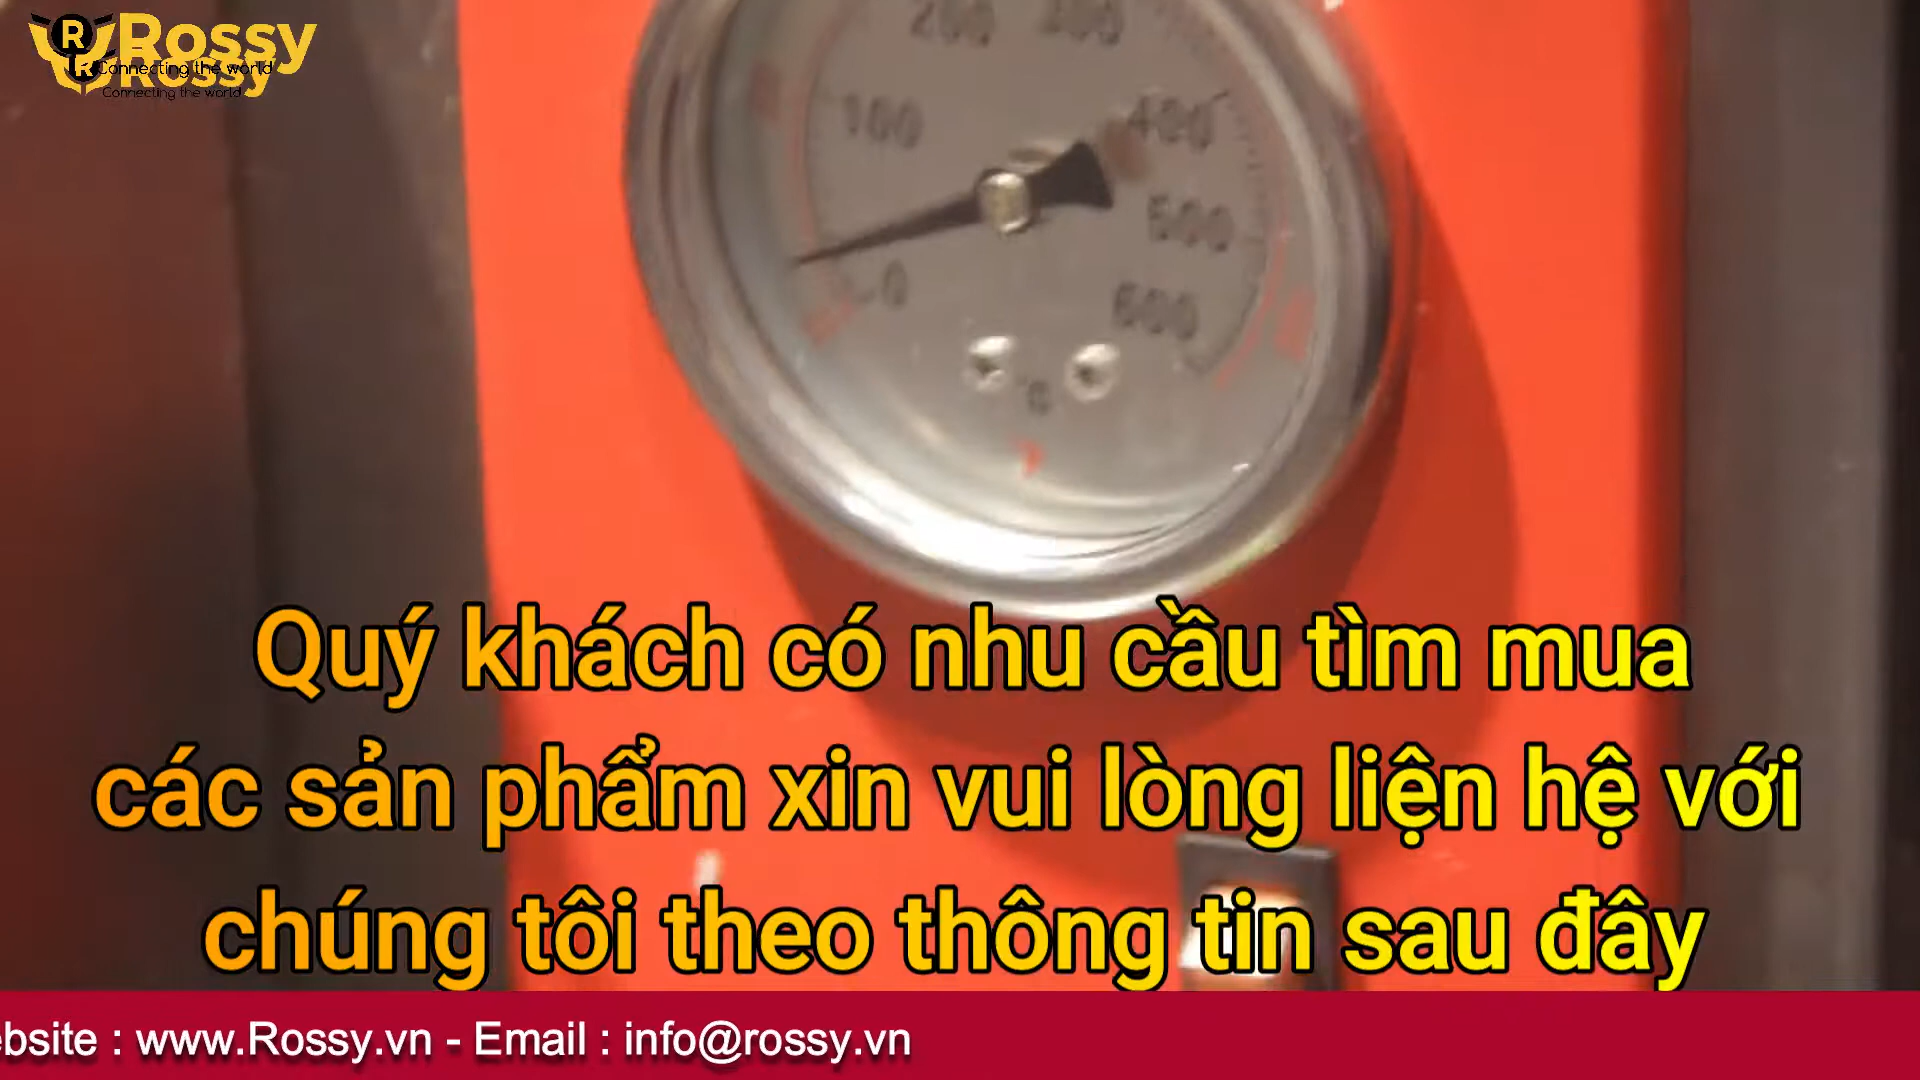 Rossy
Connecting the world
Rossy
Connecting the world
200
300
100
400
500
0
600
°C
Quý khách có nhu cầu tìm mua
các sản phẩm xin vui lòng liện hệ với
chúng tôi theo thông tin sau đây
ebsite : www.Rossy.vn - Email : info@rossy.vn